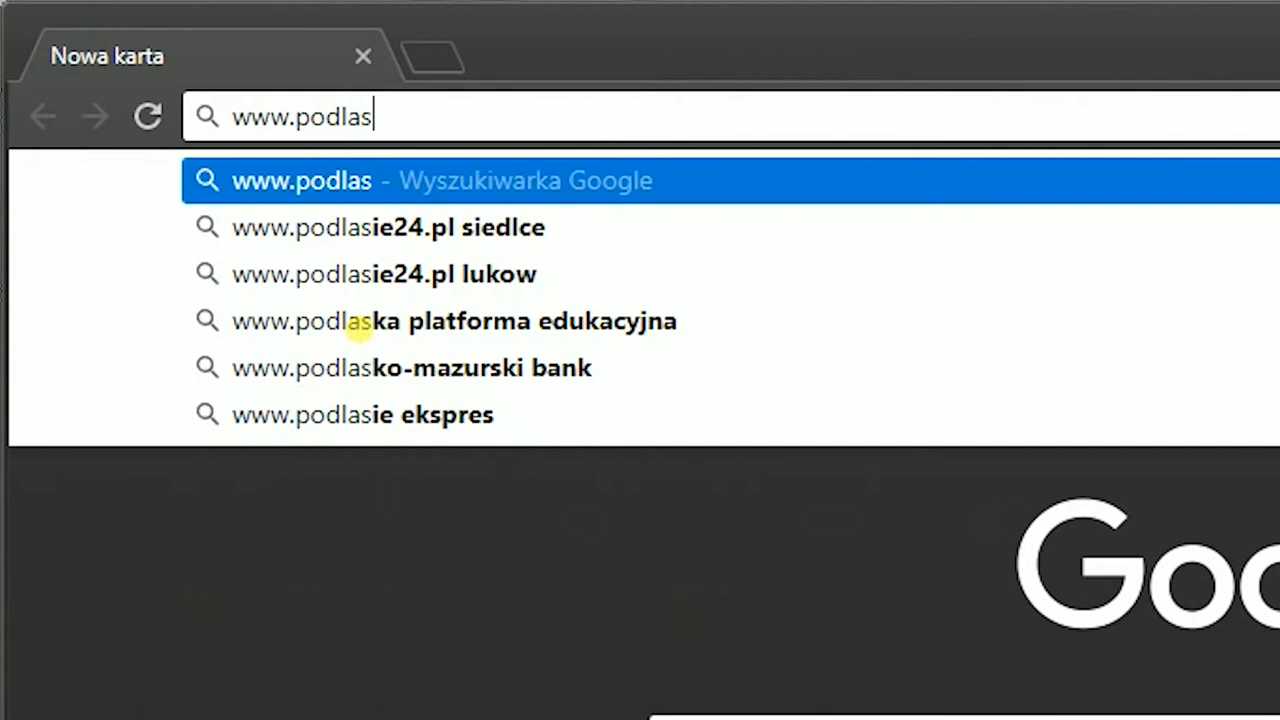 Nowa karta
www.podlas
www.podlas - Wyszukiwarka Google
www.podlasie24.pl siedlce
www.podlasie24.pl lukow
www.podlaska platforma edukacyjna
www.podlasko-mazurski bank
www.podlasie ekspres
Goo